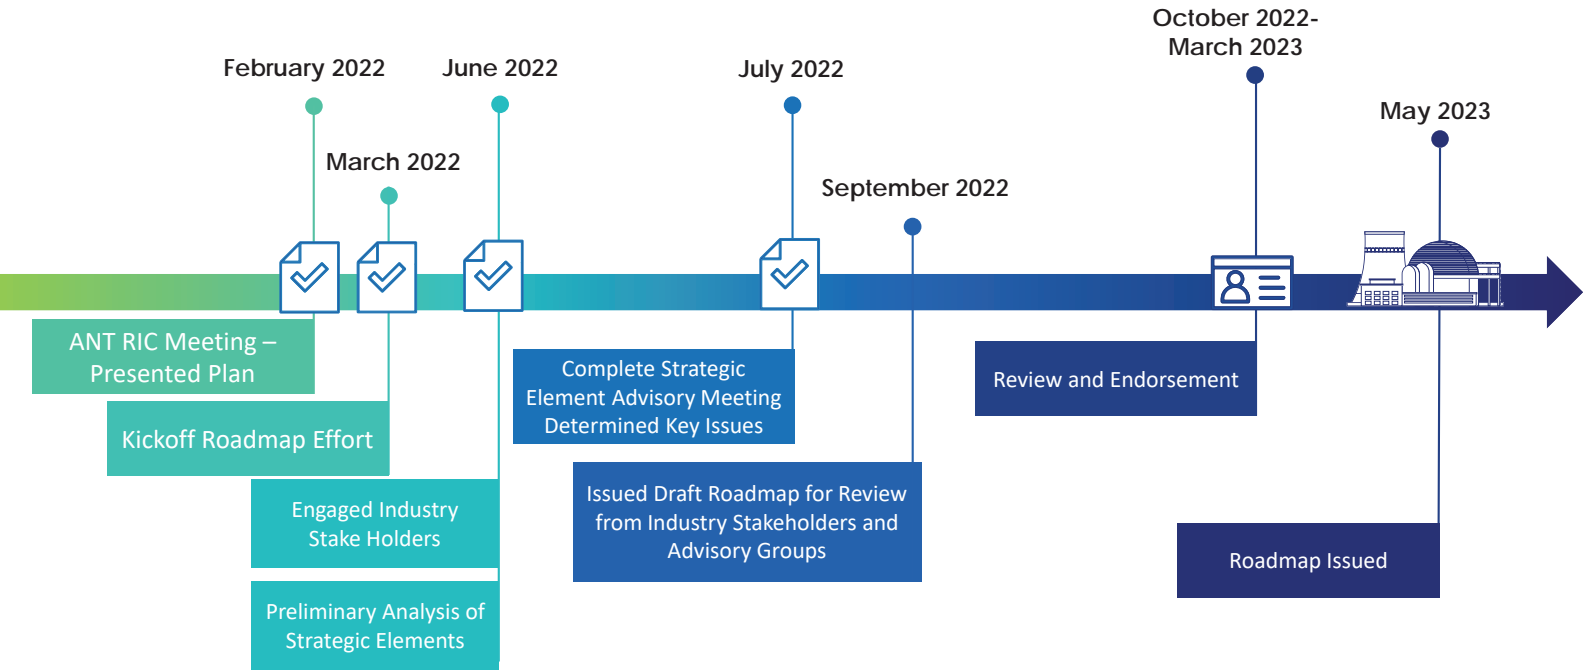 February 2022
ANT RIC Meeting –
Presented Plan
March 2022
Kickoff Roadmap Effort
June 2022
Engaged Industry
Stake Holders
Preliminary Analysis of
Strategic Elements
July 2022
Complete Strategic
Element Advisory Meeting
Determined Key Issues
September 2022
Issued Draft Roadmap for Review
from Industry Stakeholders and
Advisory Groups
October 2022-
March 2023
Review and Endorsement
May 2023
Roadmap Issued